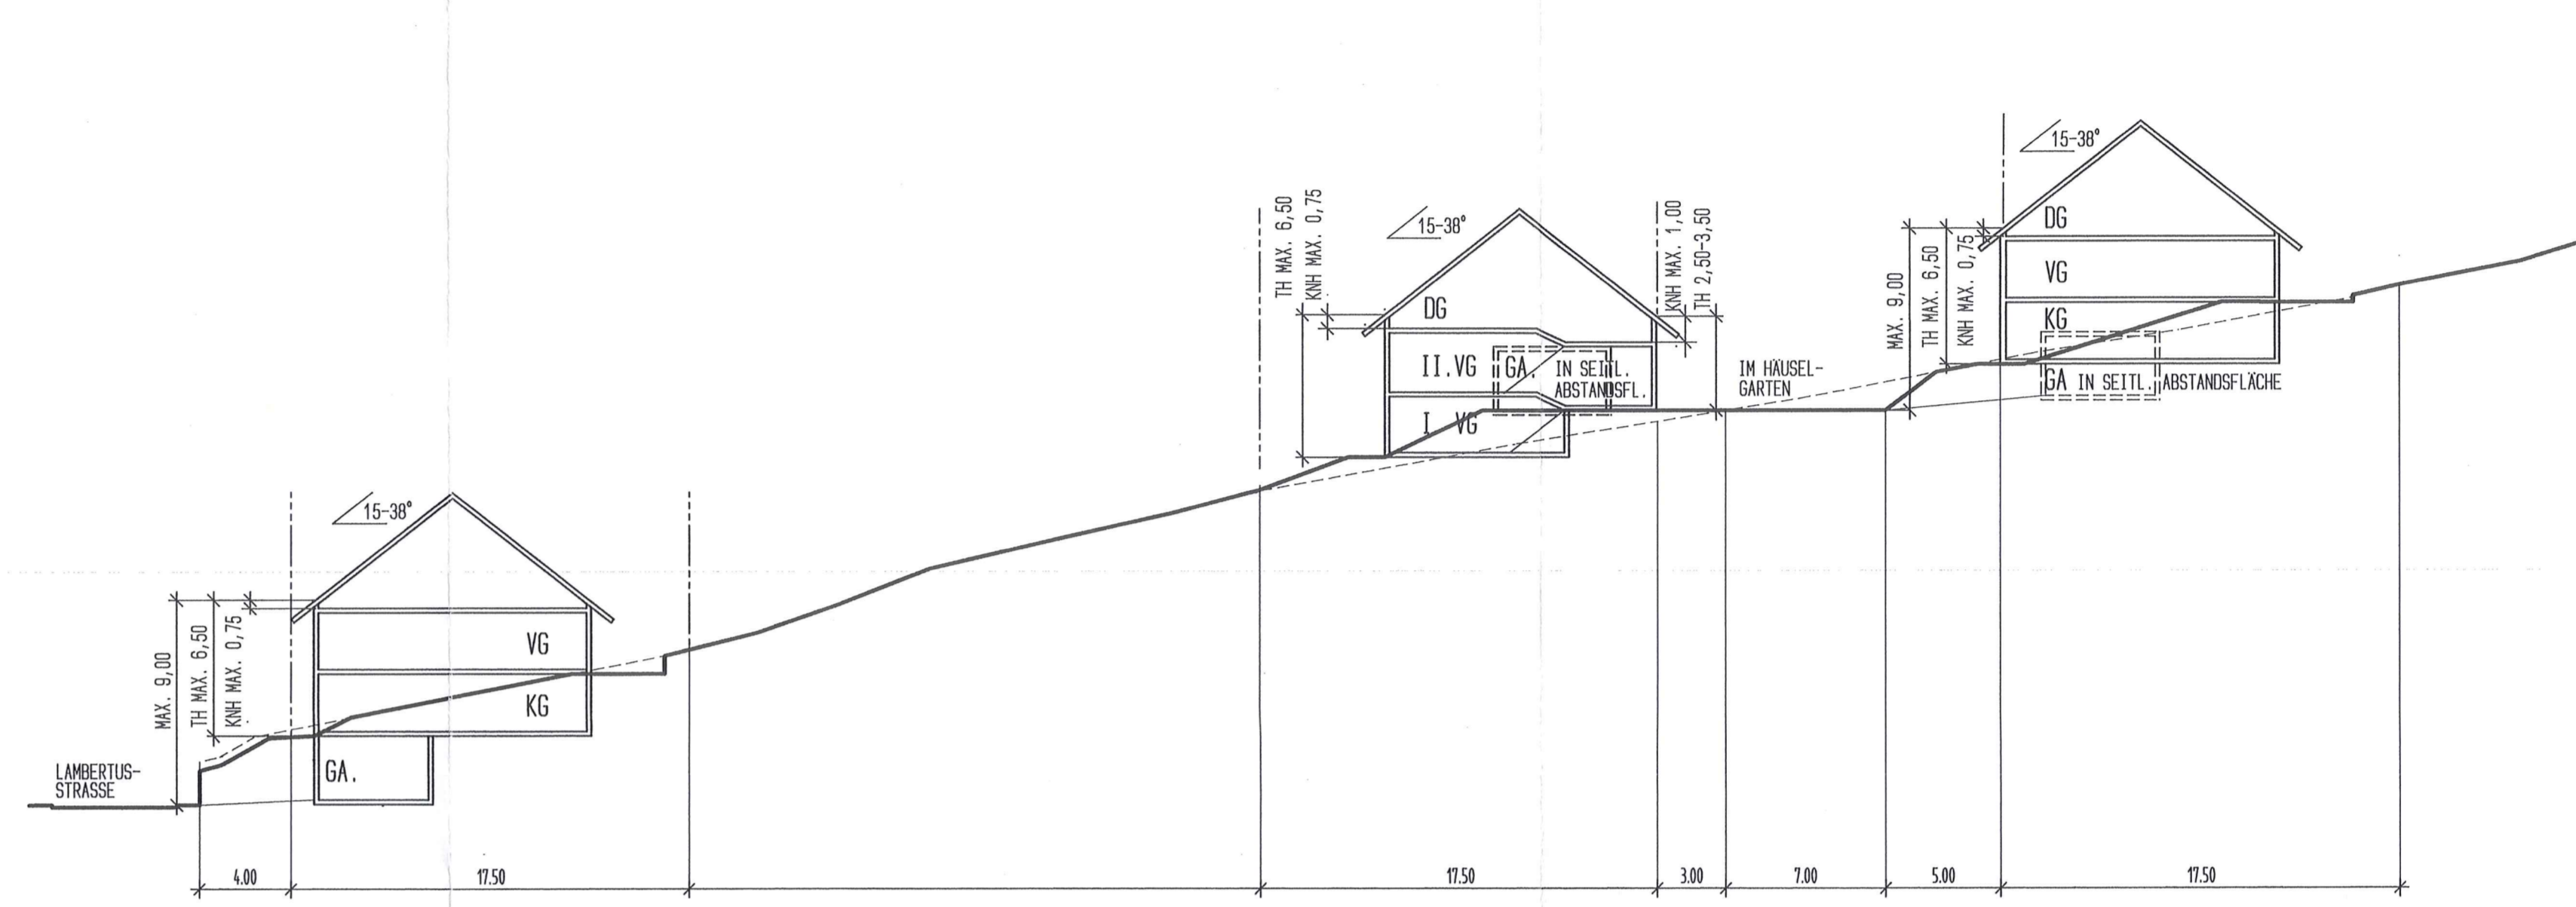 15-38°
MAX. 9,00
TH MAX. 6,50
KNH MAX. 0,75
VG
KG
GA.
LAMBERTUS-
STRASSE
TH MAX. 6,50
KNH MAX. 0,75
15-38°
KNH MAX. 1,00
TH 2,50-3,50
DG
II.VG
GA.
IN SEITL.
ABSTANDSFL.
I VG
IM HÄUSEL-
GARTEN
15-38°
MAX. 9,00
TH MAX. 6,50
KNH MAX. 0,75
DG
VG
KG
GA IN SEITL. ABSTANDSFLÄCHE
4.00
17.50
17.50
3.00
7.00
5.00
17.50